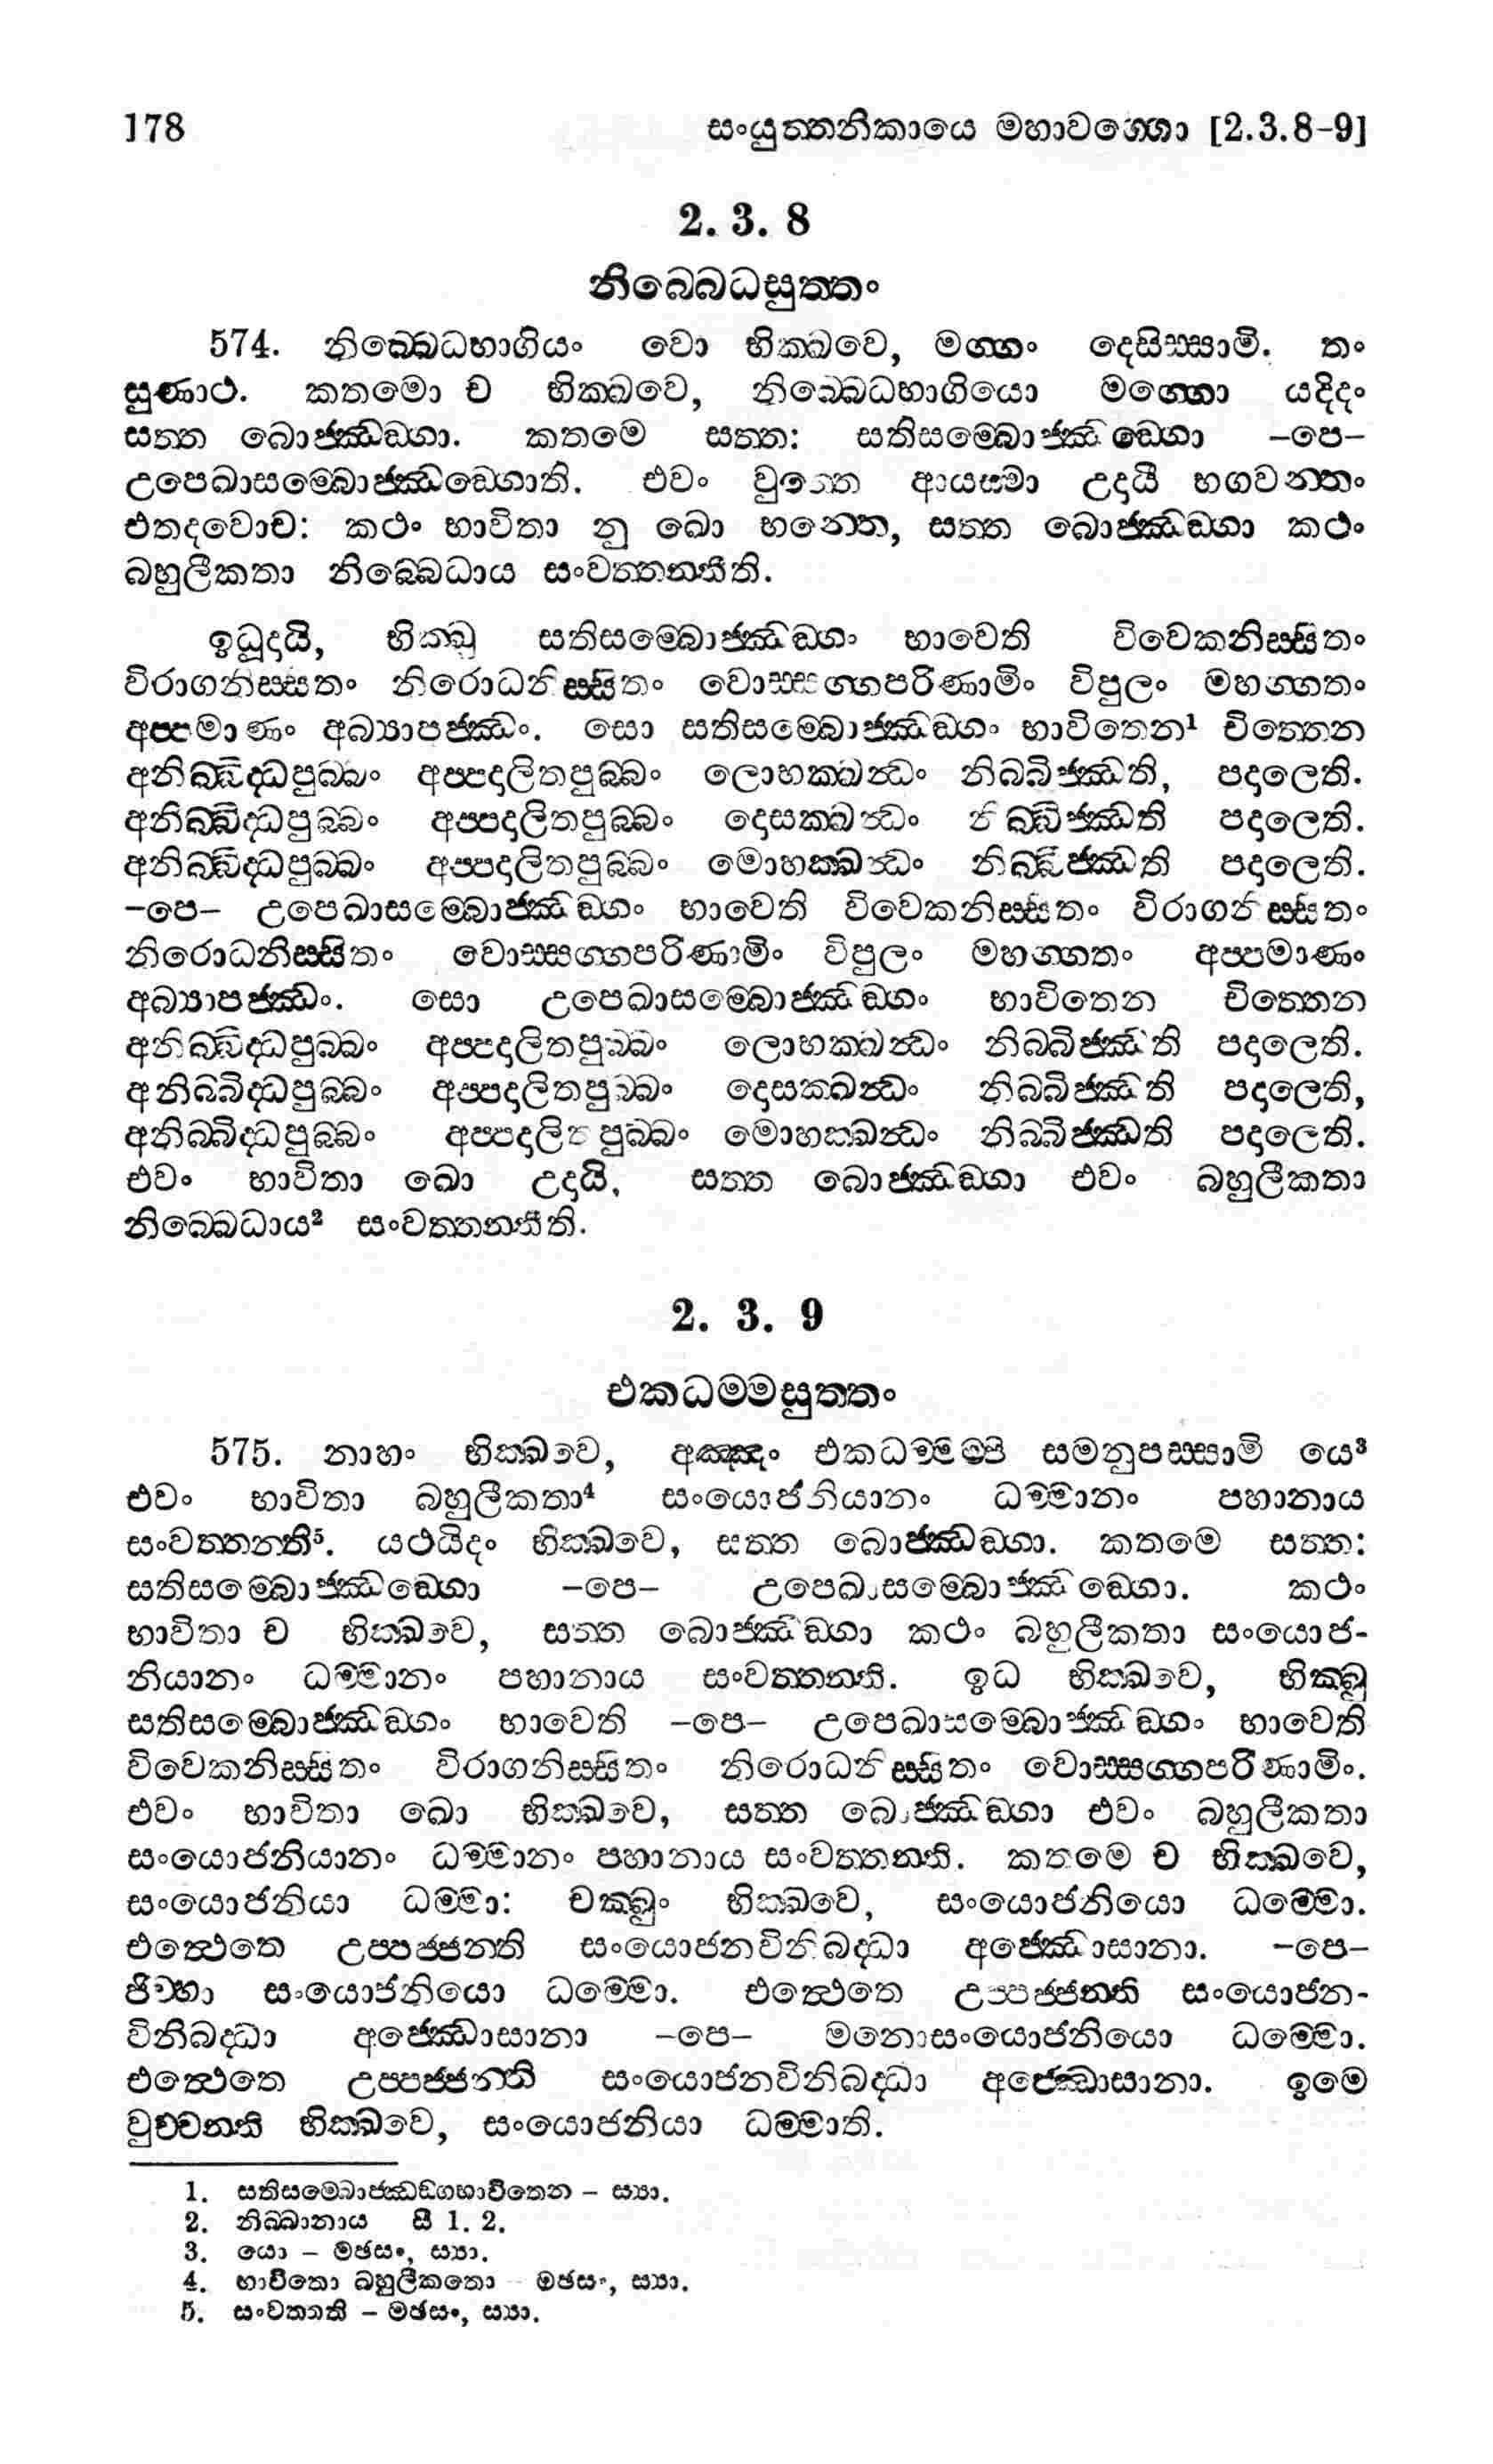 178 සංයුත්තනිකායෙ මහාවග්ගො [2.3.8-9]
2. 3. 8
නිබ්බෙධසුත්තං
574. නිබ්බෙධභාගියං වො භික්ඛවෙ, මග්ගං දෙසිස්සාමි. තං
සුණාථ. කතමො ච භික්ඛවෙ, නිබ්බෙධභාගියො මග්ගො යදිදං
සත්ත බොජ්ඣඞ්ගා. කතමෙ සත්ත: සතිසම්බොජ්ඣඞ්ගො –පෙ–
උපෙඛාසම්බොජ්ඣඞ්ගොති. එවං වුත්තෙ ආයස්මා උදායී භගවන්තං
එතදවොච: කථං භාවිතා නු ඛො භන්තෙ, සත්ත බොජ්ඣඞ්ගා කථං
බහුලීකතා නිබ්බෙධාය සංවත්තන්තීති.
ඉධූදායි, භික්ඛු සතිසම්බොජ්ඣඞ්ගං භාවෙති විවෙකනිස්සිතං
විරාගනිස්සිතං නිරොධනිස්සිතං වොස්සග්ගපරිණාමිං විපුලං මහග්ගතං
අප්පමාණං අබ්‍යාපජ්ඣං. සො සතිසම්බොජ්ඣඞ්ගං භාවිතෙන¹ චිත්තෙන
අනිබ්බිද්ධපුබ්බං අප්පදාලිතපුබ්බං ලොභක්ඛන්ධං නිබ්බිජ්ඣති, පදාලෙති.
අනිබ්බිද්ධපුබ්බං අප්පදාලිතපුබ්බං දොසක්ඛන්ධං නිබ්බිජ්ඣති පදාලෙති.
අනිබ්බිද්ධපුබ්බං අප්පදාලිතපුබ්බං මොහක්ඛන්ධං නිබ්බිජ්ඣති පදාලෙති.
–පෙ– උපෙඛාසම්බොජ්ඣඞ්ගං භාවෙති විවෙකනිස්සිතං විරාගනිස්සිතං
නිරොධනිස්සිතං වොස්සග්ගපරිණාමිං විපුලං මහග්ගතං අප්පමාණං
අබ්‍යාපජ්ඣං. සො උපෙඛාසම්බොජ්ඣඞ්ගං භාවිතෙන චිත්තෙන
අනිබ්බිද්ධපුබ්බං අප්පදාලිතපුබ්බං ලොභක්ඛන්ධං නිබ්බිජ්ඣති පදාලෙති.
අනිබ්බිද්ධපුබ්බං අප්පදාලිතපුබ්බං දොසක්ඛන්ධං නිබ්බිජ්ඣති පදාලෙති,
අනිබ්බිද්ධපුබ්බං අප්පදාලිතපුබ්බං මොහක්ඛන්ධං නිබ්බිජ්ඣති පදාලෙති.
එවං භාවිතා ඛො උදායි, සත්ත බොජ්ඣඞ්ගා එවං බහුලීකතා
නිබ්බෙධාය² සංවත්තන්තීති.
2. 3. 9
එකධම්මසුත්තං
575. නාහං භික්ඛවෙ, අඤ්ඤං එකධම්මම්පි සමනුපස්සාමි යෙ³
එවං භාවිතා බහුලීකතා⁴ සංයොජනියානං ධම්මානං පහානාය
සංවත්තන්ති⁵. යථයිදං භික්ඛවෙ, සත්ත බොජ්ඣඞ්ගා. කතමෙ සත්ත:
සතිසම්බොජ්ඣඞ්ගො –පෙ– උපෙඛාසම්බොජ්ඣඞ්ගො. කථං
භාවිතා ච භික්ඛවෙ, සත්ත බොජ්ඣඞ්ගා කථං බහුලීකතා සංයොජ-
නියානං ධම්මානං පහානාය සංවත්තන්ති. ඉධ භික්ඛවෙ, භික්ඛු
සතිසම්බොජ්ඣඞ්ගං භාවෙති –පෙ– උපෙඛාසම්බොජ්ඣඞ්ගං භාවෙති
විවෙකනිස්සිතං විරාගනිස්සිතං නිරොධනිස්සිතං වොස්සග්ගපරිණාමිං.
එවං භාවිතා ඛො භික්ඛවෙ, සත්ත බොජ්ඣඞ්ගා එවං බහුලීකතා
සංයොජනියානං ධම්මානං පහානාය සංවත්තන්ති. කතමෙ ච භික්ඛවෙ,
සංයොජනියා ධම්මා: චක්ඛුං භික්ඛවෙ, සංයොජනියො ධම්මො.
එත්ථෙතෙ උප්පජ්ජන්ති සංයොජනවිනිබද්ධා අජ්ඣොසානා. –පෙ–
ජිව්හා සංයොජනියො ධම්මො. එත්ථෙතෙ උප්පජ්ජන්ති සංයොජන-
විනිබද්ධා අජ්ඣොසානා –පෙ– මනොසංයොජනියො ධම්මො.
එත්ථෙතෙ උප්පජ්ජන්ති සංයොජනවිනිබද්ධා අජ්ඣොසානා. ඉමෙ
වුච්චන්ති භික්ඛවෙ, සංයොජනියා ධම්මාති.
1. සතිසම්බොජ්ඣඞ්ගභාවිතෙන – ස්‍යා.
2. නිබ්බානාය සී 1. 2.
3. යො – මඡසං, ස්‍යා.
4. භාවිතො බහුලීකතො – මඡසං, ස්‍යා.
5. සංවත්තති – මඡසං, ස්‍යා.